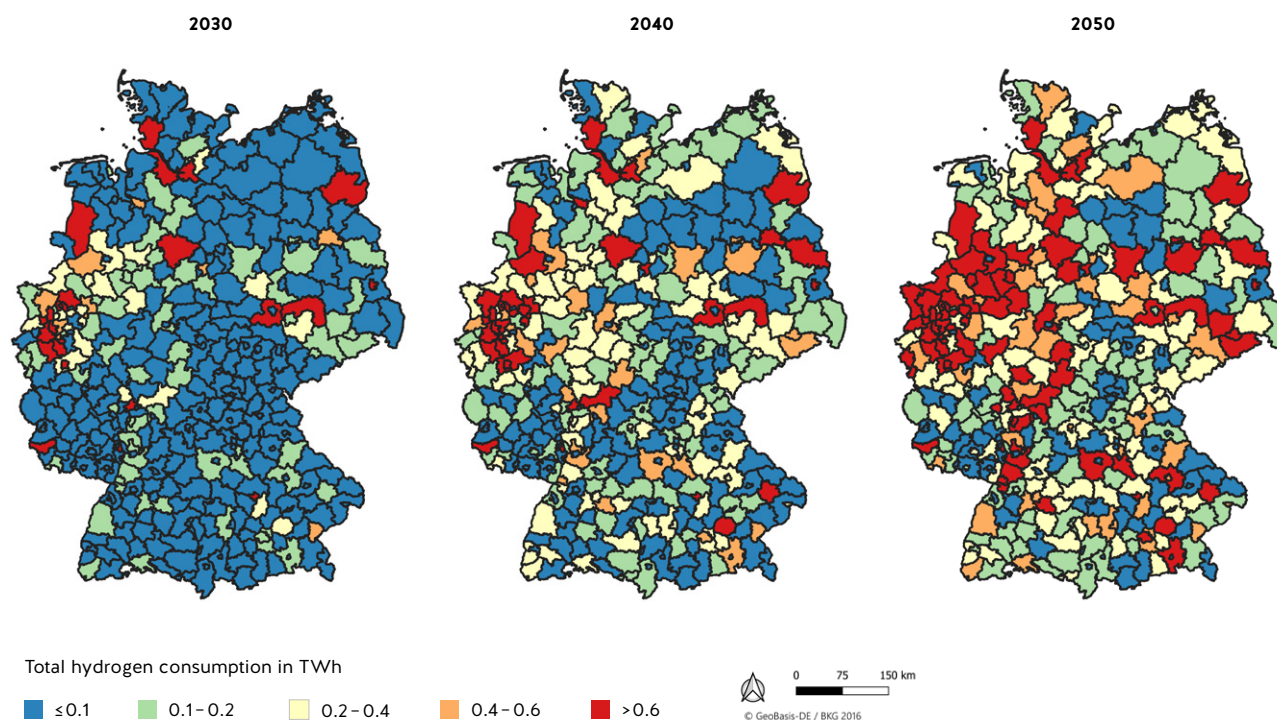 2030
2040
2050
Total hydrogen consumption in TWh
≤0.1
0.1–0.2
0.2–0.4
0.4–0.6
>0.6
0 75 150 km
© GeoBasis-DE / BKG 2016